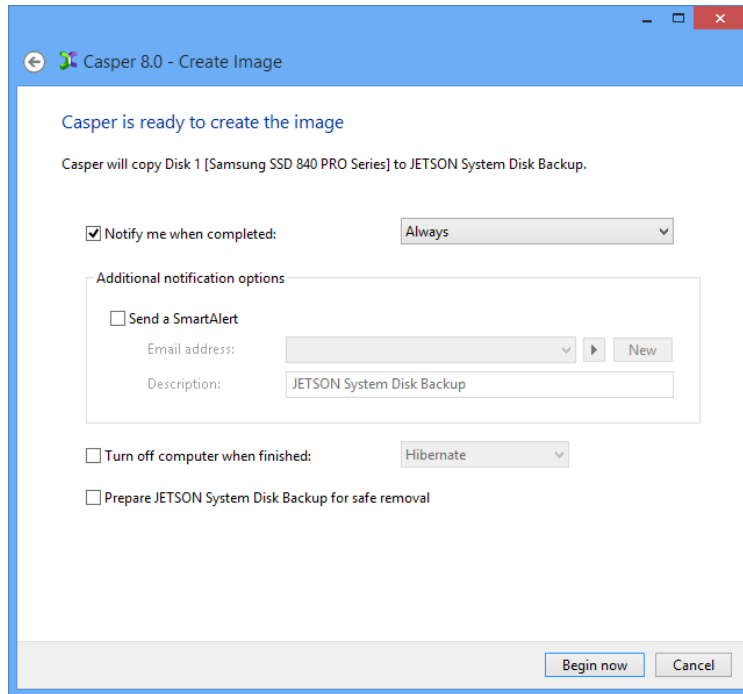 Casper 8.0 - Create Image
Casper is ready to create the image
Casper will copy Disk 1 [Samsung SSD 840 PRO Series] to JETSON System Disk Backup.
Notify me when completed: Always
Additional notification options
Send a SmartAlert
Email address: New
Description: JETSON System Disk Backup
Turn off computer when finished: Hibernate
Prepare JETSON System Disk Backup for safe removal
Begin now Cancel